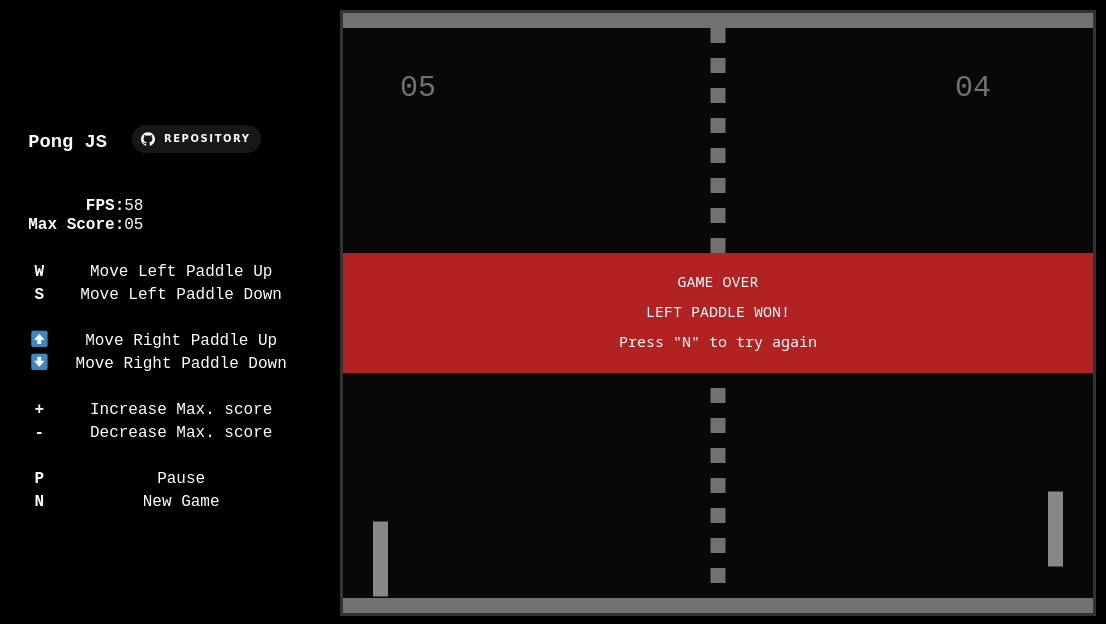 Pong JS
REPOSITORY
FPS:58
Max Score:05
W Move Left Paddle Up
S Move Left Paddle Down
⬆ Move Right Paddle Up
⬇ Move Right Paddle Down
+ Increase Max. score
- Decrease Max. score
P Pause
N New Game
05
04
GAME OVER
LEFT PADDLE WON!
Press "N" to try again